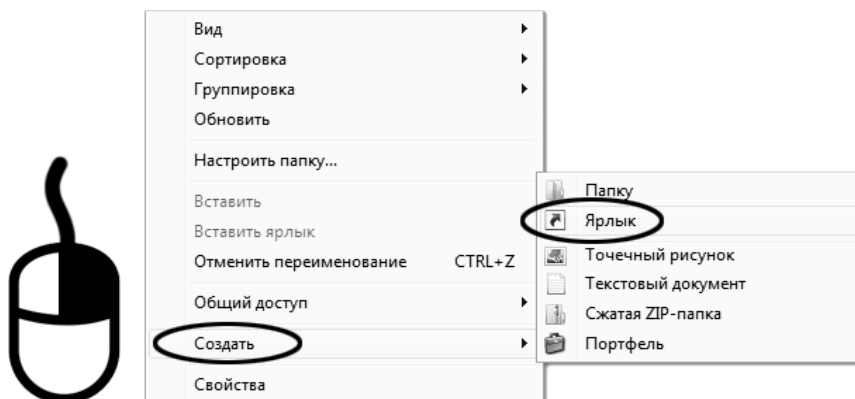 Вид
Сортировка
Группировка
Обновить
Настроить папку...
Вставить
Вставить ярлык
Отменить переименование CTRL+Z
Общий доступ
Создать
Свойства
Папку
Ярлык
Точечный рисунок
Текстовый документ
Сжатая ZIP-папка
Портфель